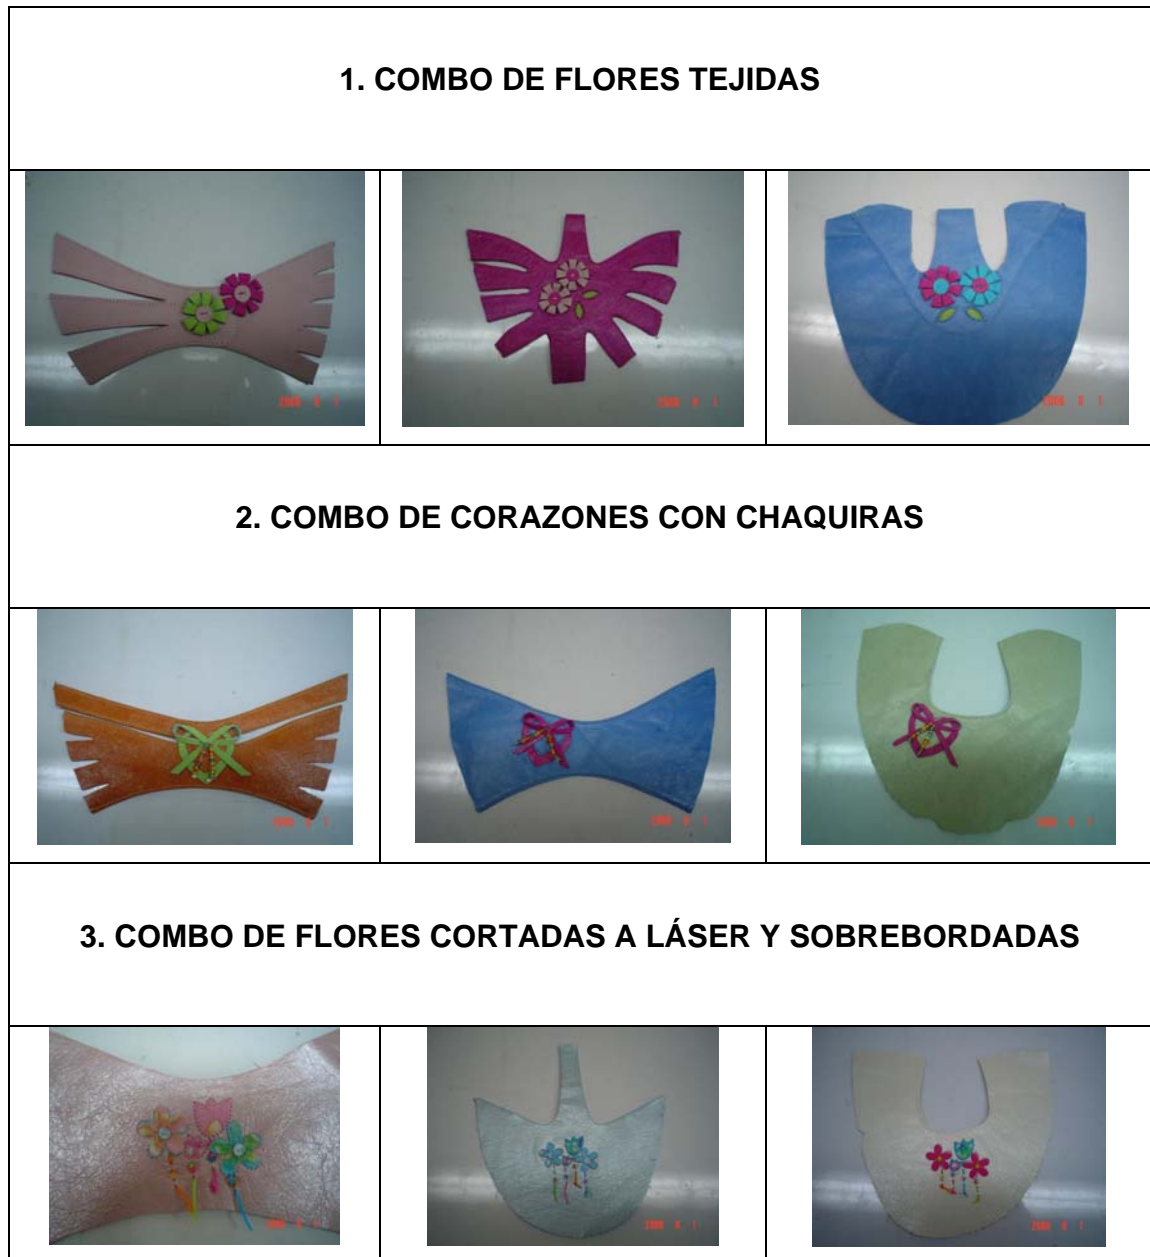 1. COMBO DE FLORES TEJIDAS
2. COMBO DE CORAZONES CON CHAQUIRAS
3. COMBO DE FLORES CORTADAS A LÁSER Y SOBREBORDADAS